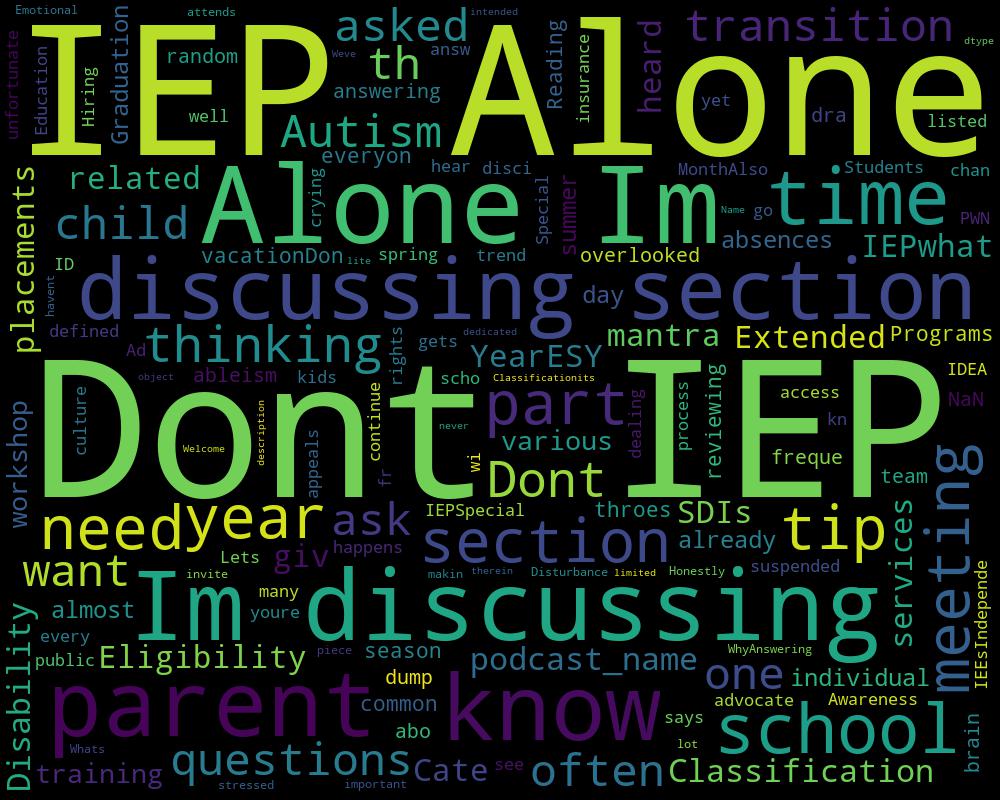 Emotional
attends
asked
intended
transition
dtype
IEP
Alone
unfortunate
Education
Hiring
Graduation
random
well
Weve
th
answ
answering
Autism
Reading
insurance
heard
yet
dra
listed
everyon
hear
disci
MonthAlso
Students
chan
placements
related
child
Alone
crying
Special
summer
Im
Name
go
time
PWN
absences
IEPwhat
ID
havent
vacationDon
lite
spring
trend
overlooked
discussing
day
section
defined
Ad
thinking
rights
gets
dedicated
YearESY
mantra
Extended
Programs
object
ableism
kids
scho
Classificationits
IDEA
NaN
Dont
culture
Welcome
description
appeals
continue
fr
never
part
various
wi
Dont
dealing
process
reviewing
IEP
access
kn
freque
team
workshop
need
year
ask
IEPSpecial
throes
SDIs
tip
services
meeting
Lets
giv
happens
section
already
suspended
want
Im
invite
makin
therein
Disturbance
limited
Honestly
discussing
almost
many
youre
every
Disability
public
Eligibility
piece
season
podcast_name
WhyAnswering
one
individual
IEEsIndepende
parent
dump
common
know
advocate
Awareness
says
school
brain
abo
lot
Whats
training
questions
stressed
important
Cate
see
often
Classification